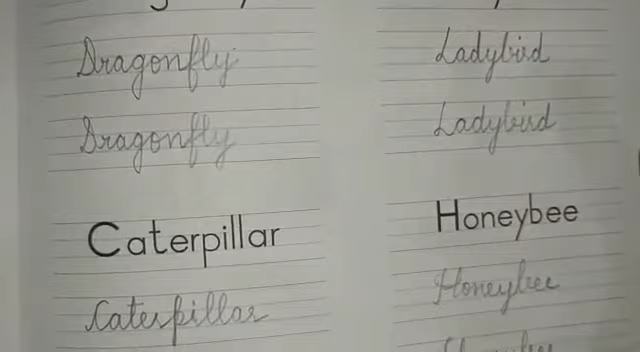 Dragonfly
Dragonfly
Caterpillar
Caterpillar
Ladybird
Ladybird
Honeybee
Honeybee